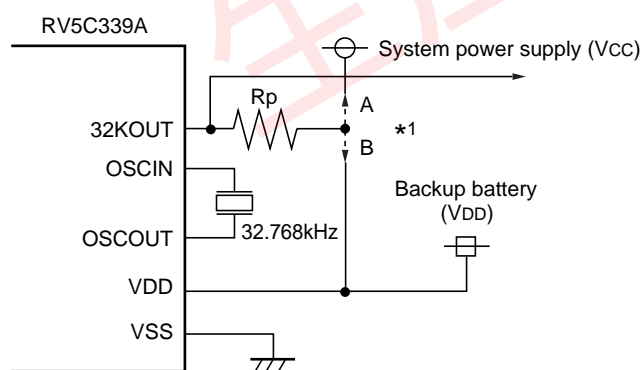 RV5C339A
System power supply (VCC)
Rp
A
32KOUT
*1
B
OSCIN
Backup battery
(VDD)
OSCOUT
32.768kHz
VDD
VSS